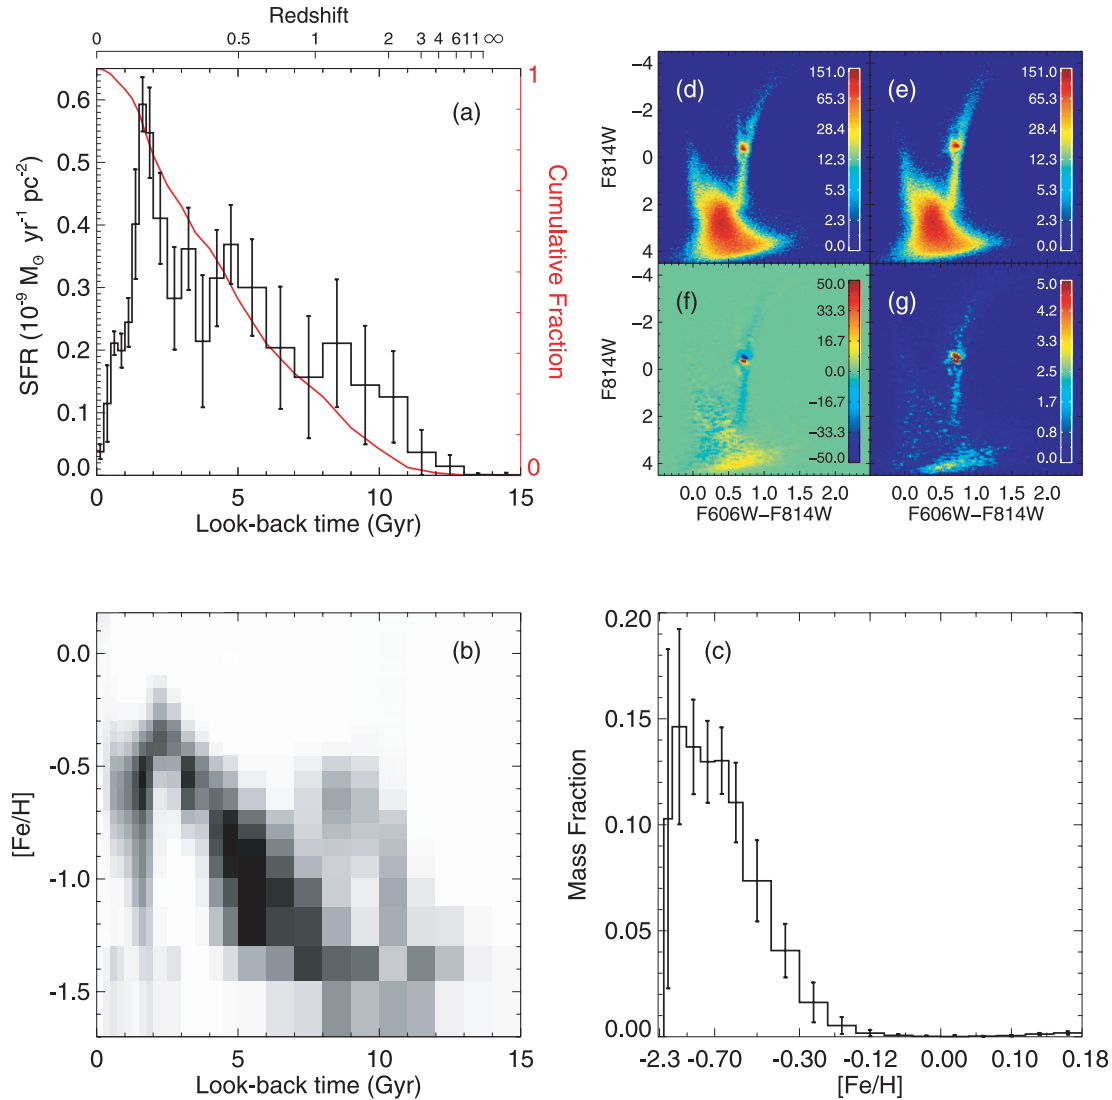 Redshift
0 0.5 1 2 3 4 6 11 ∞
(a)
SFR (10⁻⁹ M☉ yr⁻¹ pc⁻²)
0.6
0.5
0.4
0.3
0.2
0.1
0.0
1
0
Cumulative Fraction
0 5 10 15
Look-back time (Gyr)
(d)
151.0
65.3
28.4
12.3
5.3
2.3
0.0
(e)
151.0
65.3
28.4
12.3
5.3
2.3
0.0
F814W
-4
-2
0
2
4
(f)
50.0
33.3
16.7
0.0
-16.7
-33.3
-50.0
(g)
5.0
4.2
3.4
2.5
1.7
0.8
0.0
F814W
-4
-2
0
2
4
0.0 0.5 1.0 2.0
0.0 0.5 1.0 2.0
F606W-F814W
F606W-F814W
(b)
[Fe/H]
0.0
-0.5
-1.0
-1.5
0 5 10 15
Look-back time (Gyr)
(c)
Mass Fraction
0.20
0.15
0.10
0.05
0.00
-2.3 -0.70 -0.30 -0.12 0.00 0.10 0.18
[Fe/H]